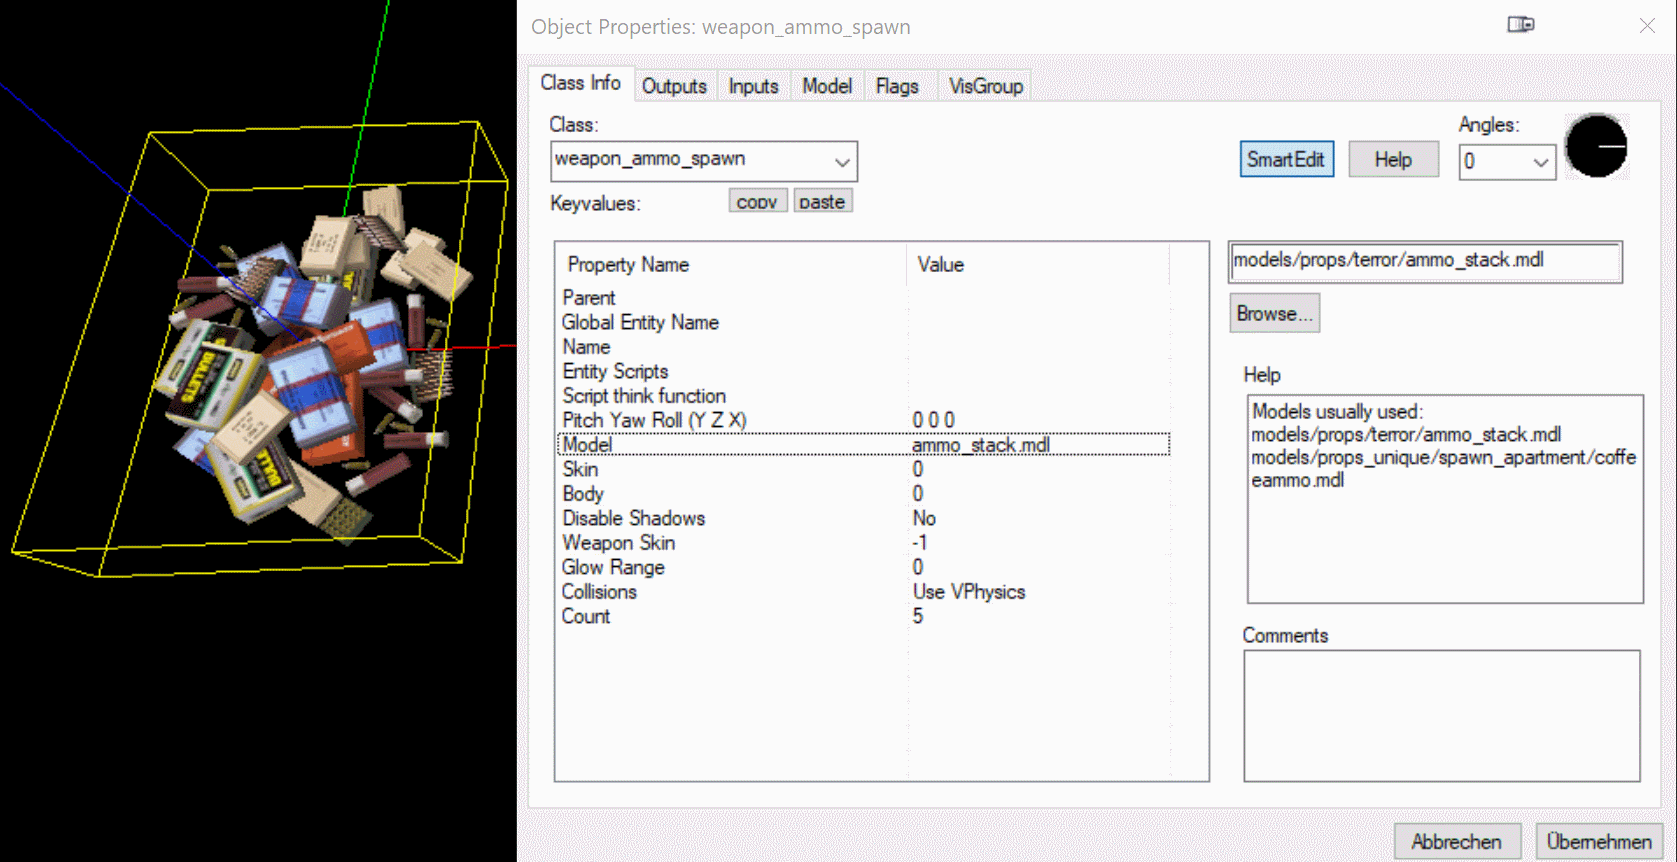 Object Properties: weapon_ammo_spawn
Class Info Outputs Inputs Model Flags VisGroup
Class:
weapon_ammo_spawn
Keyvalues: copy paste
SmartEdit Help
Angles:
0
Property Name Value
Parent
Global Entity Name
Name
Entity Scripts
Script think function
Pitch Yaw Roll (Y Z X) 0 0 0
Model ammo_stack.mdl
Skin 0
Body 0
Disable Shadows No
Weapon Skin -1
Glow Range 0
Collisions Use VPhysics
Count 5
models/props/terror/ammo_stack.mdl
Browse...
Help
Models usually used:
models/props/terror/ammo_stack.mdl
models/props_unique/spawn_apartment/coffe
eammo.mdl
Comments
Abbrechen Übernehmen
BULLETS
BULLETS